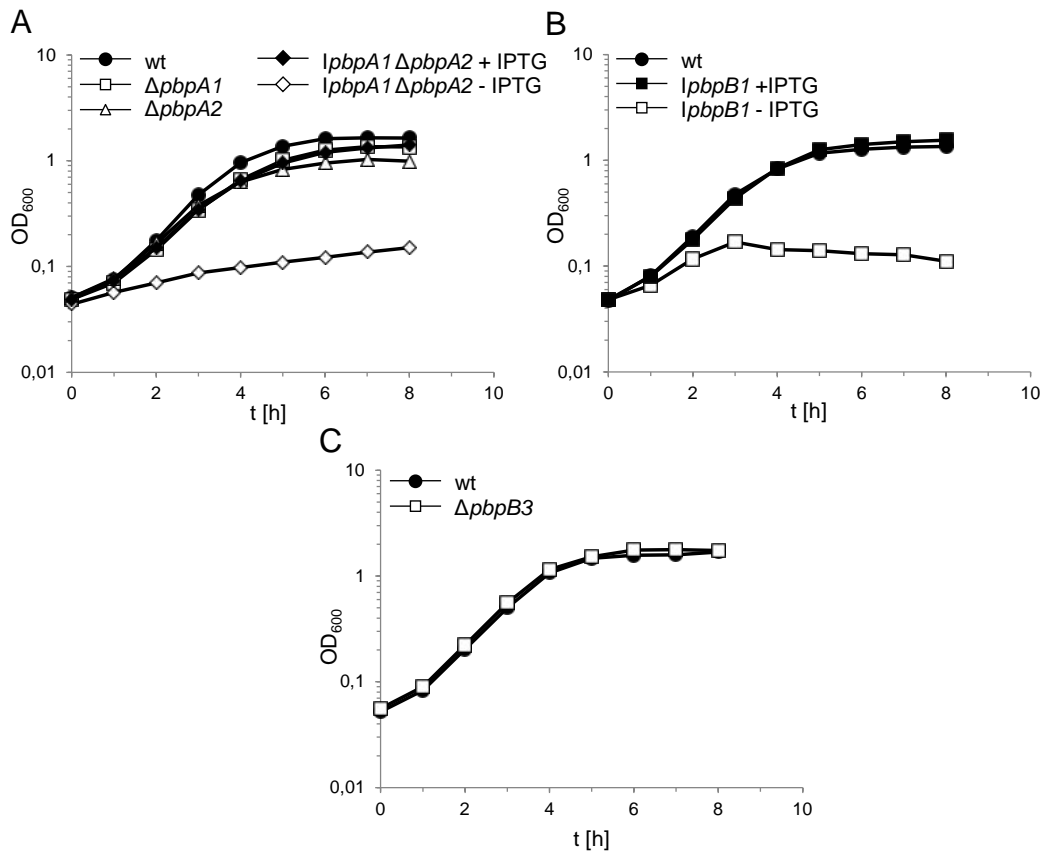 A
wt
ΔpbpA1
ΔpbpA2
IpbpA1 ΔpbpA2 + IPTG
IpbpA1 ΔpbpA2 - IPTG
10
1
0,1
0,01
OD600
0 2 4 6 8 10
t [h]
B
wt
IpbpB1 +IPTG
IpbpB1 - IPTG
10
1
0,1
0,01
OD600
0 2 4 6 8 10
t [h]
C
wt
ΔpbpB3
10
1
0,1
0,01
OD600
0 2 4 6 8 10
t [h]